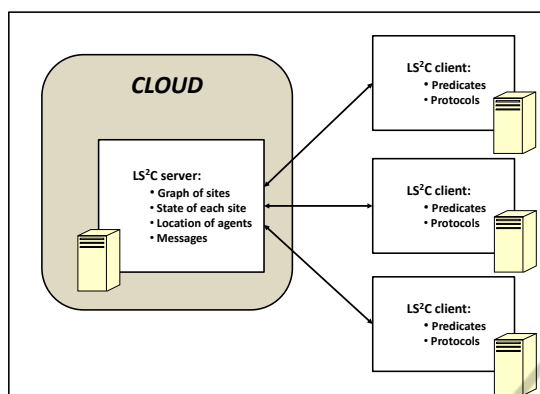 CLOUD
LS²C server:
• Graph of sites
• State of each site
• Location of agents
• Messages
LS²C client:
• Predicates
• Protocols
LS²C client:
• Predicates
• Protocols
LS²C client:
• Predicates
• Protocols